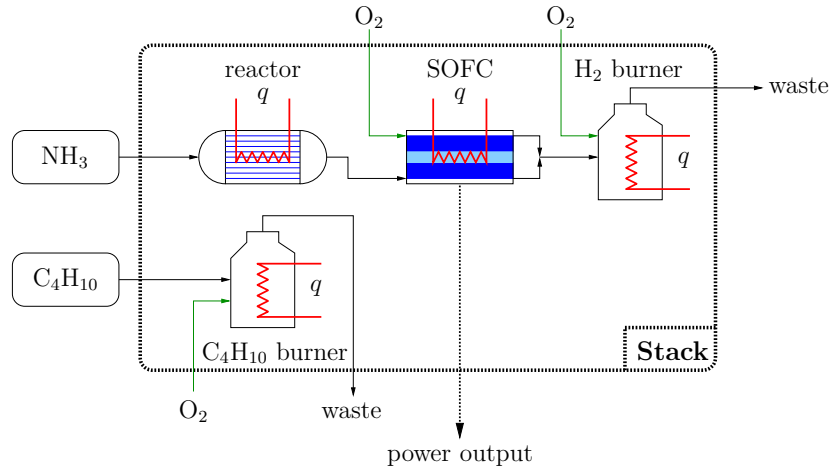 O₂
O₂
reactor
SOFC
H₂ burner
waste
q
q
NH₃
q
C₄H₁₀
q
C₄H₁₀ burner
Stack
O₂
waste
power output